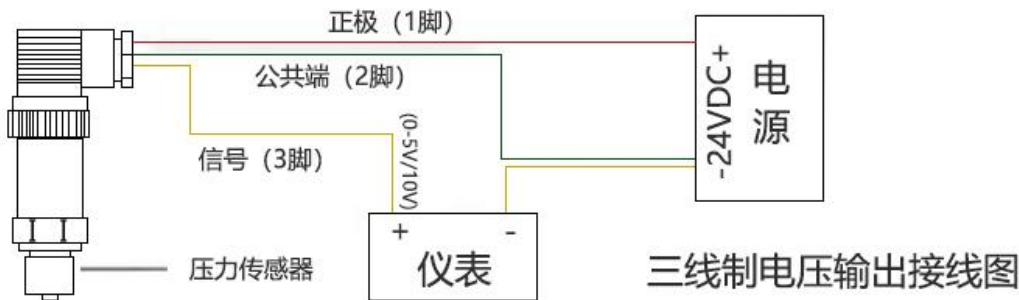 正极（1脚）
公共端（2脚）
信号（3脚）
(0-5V/10V)
-24VDC+
电源
+ -
仪表
压力传感器
三线制电压输出接线图